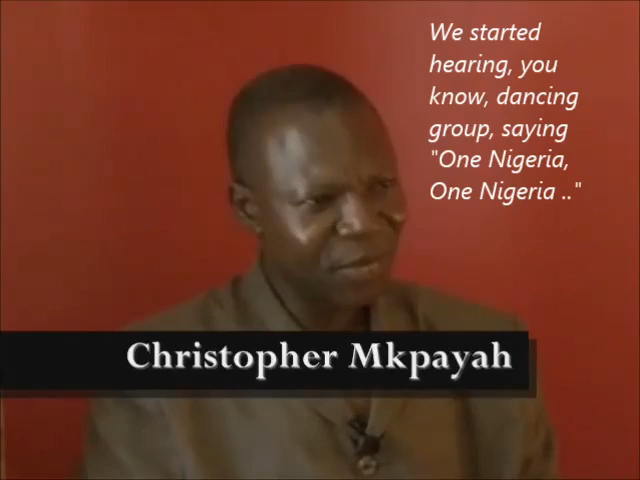 We started
hearing, you
know, dancing
group, saying
"One Nigeria,
One Nigeria .."
Christopher Mkpayah